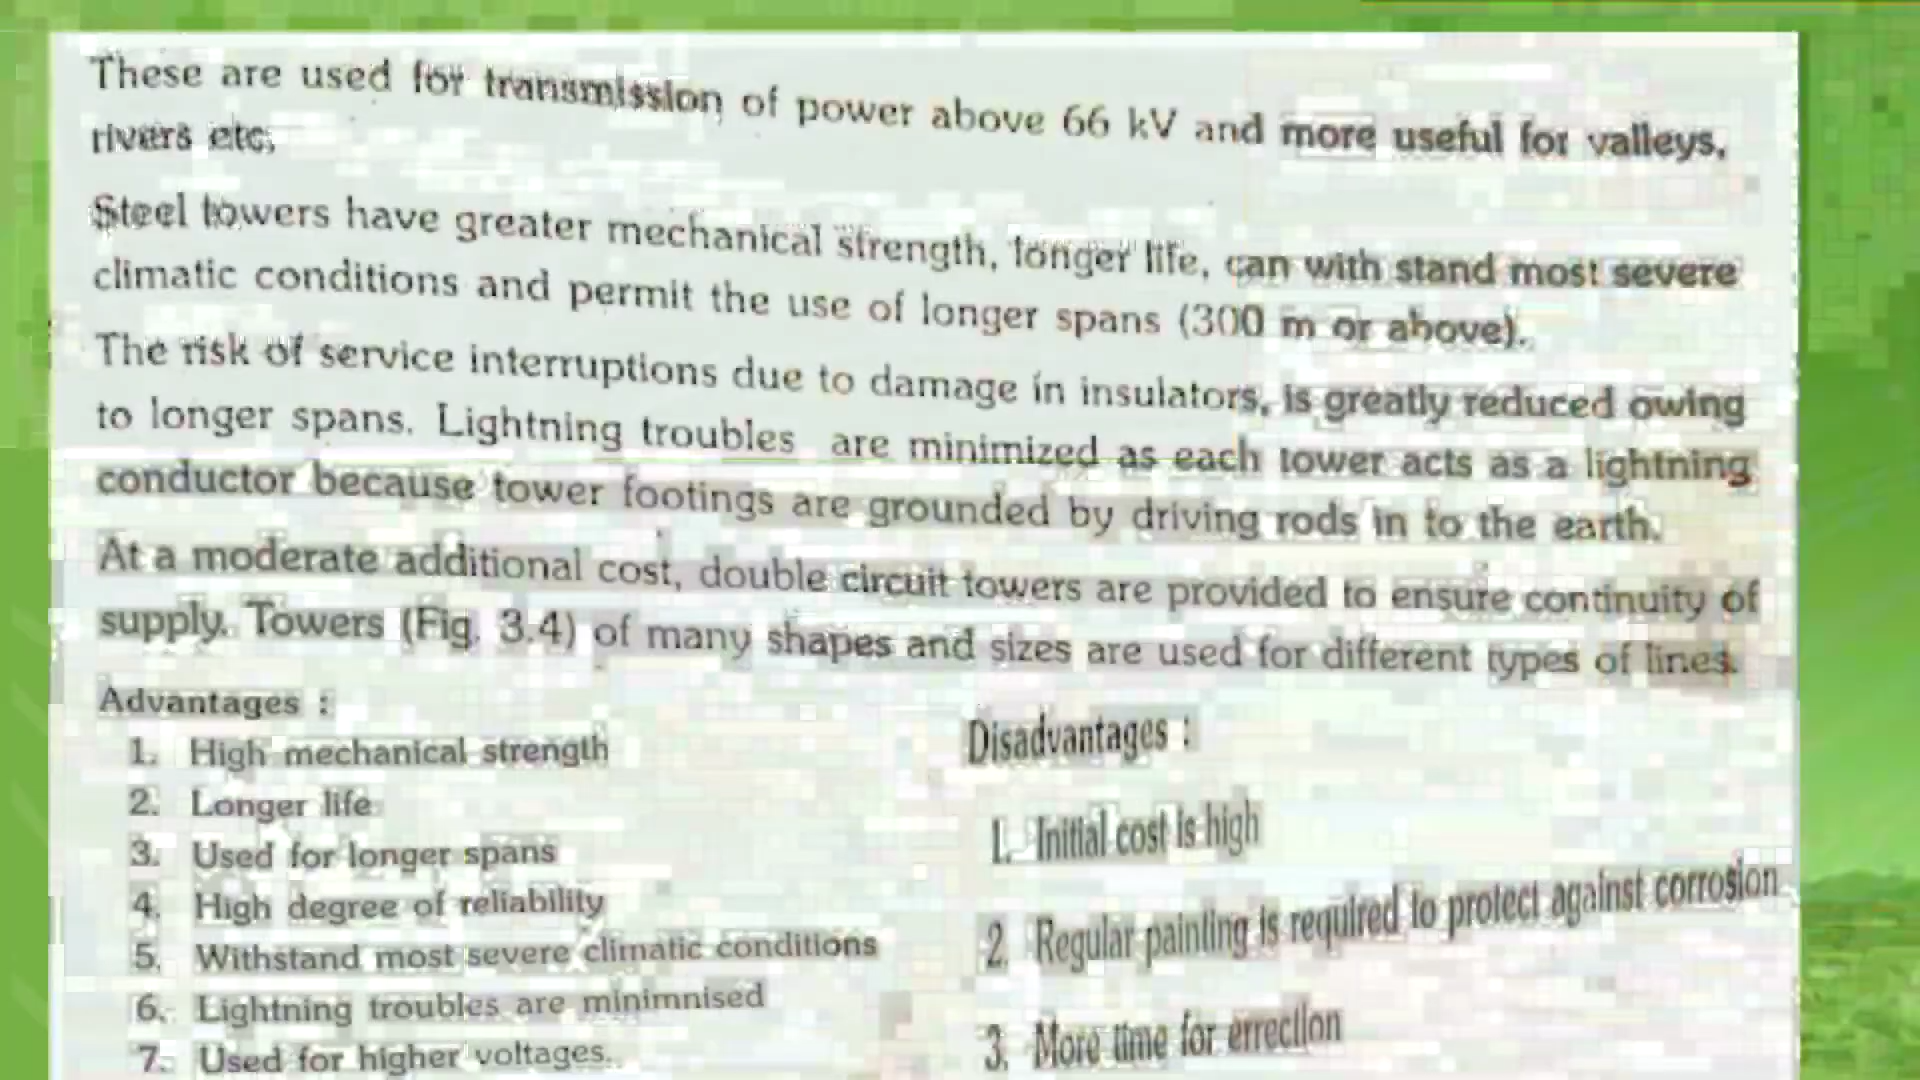 These are used for transmission of power above 66 kV and more useful for valleys,
rivers etc,
Steel towers have greater mechanical strength, longer life, can with stand most severe
climatic conditions and permit the use of longer spans (300 m or above).
The risk of service interruptions due to damage in insulators, is greatly reduced owing
to longer spans. Lightning troubles are minimized as each tower acts as a lightning
conductor because tower footings are grounded by driving rods in to the earth.
At a moderate additional cost, double circuit towers are provided to ensure continuity of
supply. Towers (Fig. 3.4) of many shapes and sizes are used for different types of lines.
Advantages :
1. High mechanical strength
2. Longer life
3. Used for longer spans
4. High degree of reliability
5. Withstand most severe climatic conditions
6. Lightning troubles are minimnised
7. Used for higher voltages.
Disadvantages :
1. Initial cost is high
2. Regular painting is required to protect against corrosion
3. More time for errection